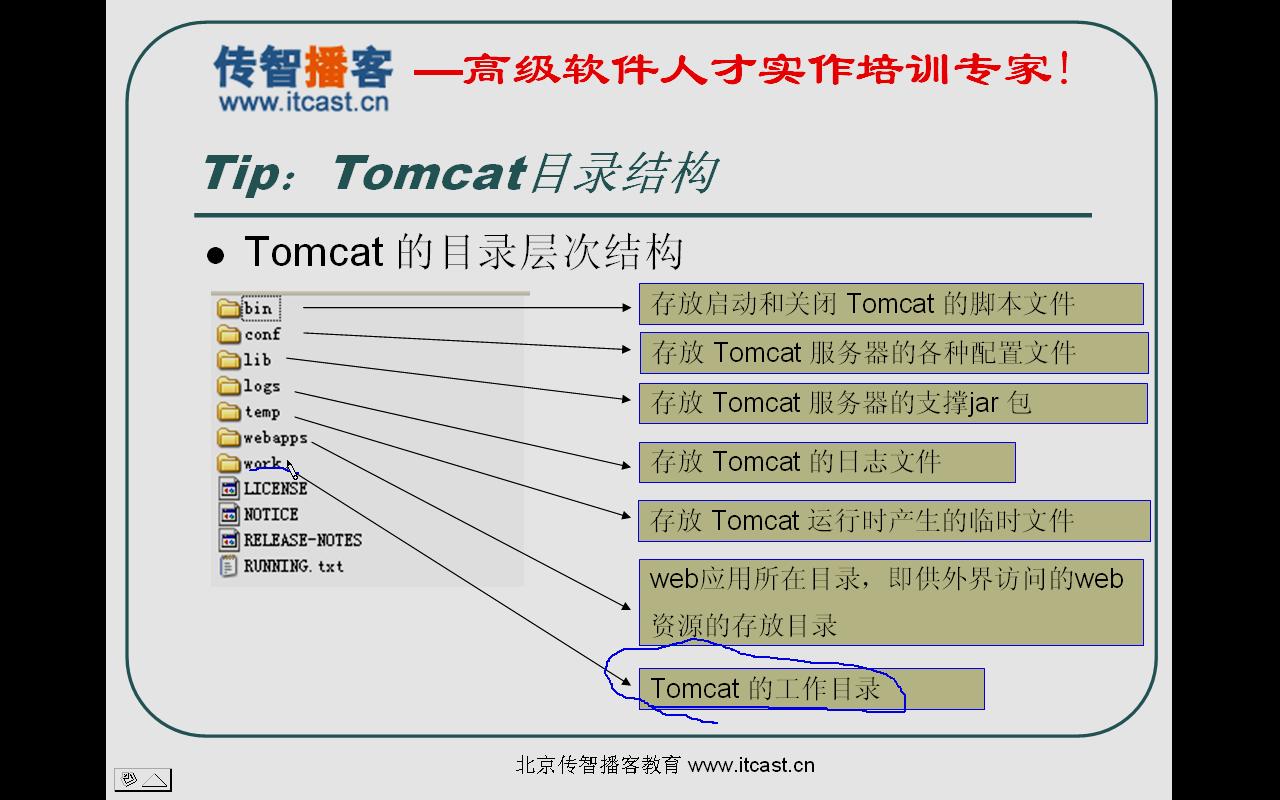 传智播客 —高级软件人才实作培训专家!
www.itcast.cn
Tip：Tomcat目录结构
● Tomcat 的目录层次结构
bin
存放启动和关闭 Tomcat 的脚本文件
conf
存放 Tomcat 服务器的各种配置文件
lib
存放 Tomcat 服务器的支撑jar 包
logs
存放 Tomcat 的日志文件
temp
存放 Tomcat 运行时产生的临时文件
webapps
web应用所在目录，即供外界访问的web
资源的存放目录
work
Tomcat 的工作目录
LICENSE
NOTICE
RELEASE-NOTES
RUNNING.txt
北京传智播客教育 www.itcast.cn